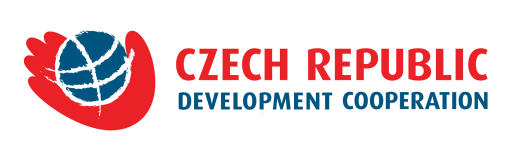 CZECH REPUBLIC
DEVELOPMENT COOPERATION